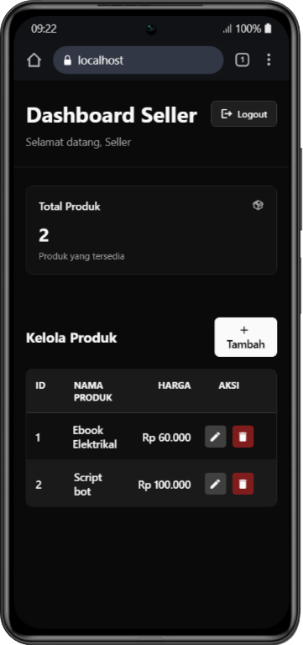 09:22
100%
localhost
1
Dashboard Seller
Logout
Selamat datang, Seller
Total Produk
2
Produk yang tersedia
Kelola Produk
+
Tambah
ID NAMA PRODUK HARGA AKSI
1 Ebook Elektrikal Rp 60.000
2 Script bot Rp 100.000